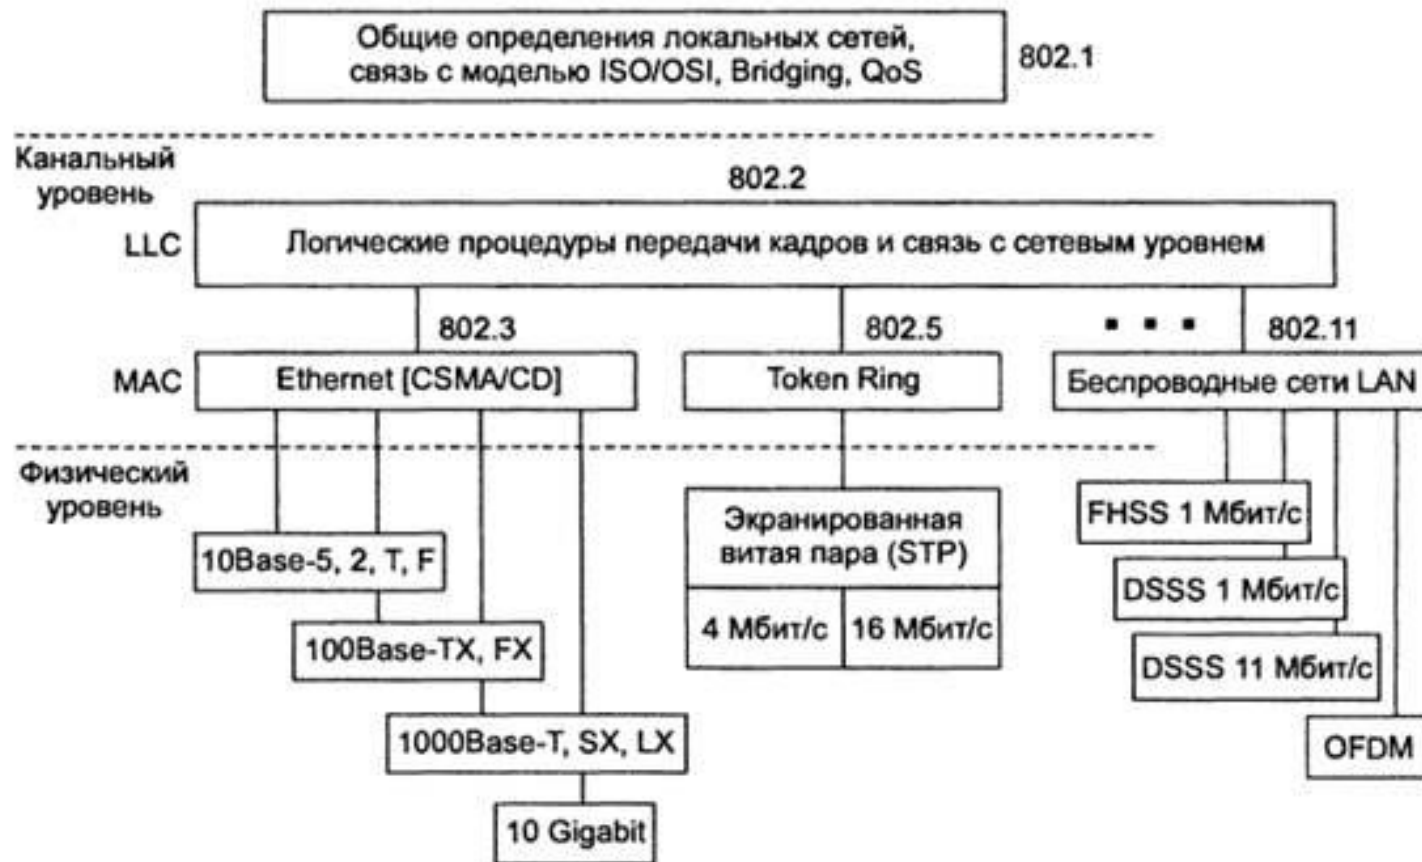 Общие определения локальных сетей,
связь с моделью ISO/OSI, Bridging, QoS
802.1
Канальный
уровень
802.2
LLC
Логические процедуры передачи кадров и связь с сетевым уровнем
802.3
802.5
802.11
MAC
Ethernet [CSMA/CD]
Token Ring
Беспроводные сети LAN
Физический
уровень
10Base-5, 2, T, F
100Base-TX, FX
1000Base-T, SX, LX
10 Gigabit
Экранированная
витая пара (STP)
4 Мбит/с
16 Мбит/с
FHSS 1 Мбит/с
DSSS 1 Мбит/с
DSSS 11 Мбит/с
OFDM